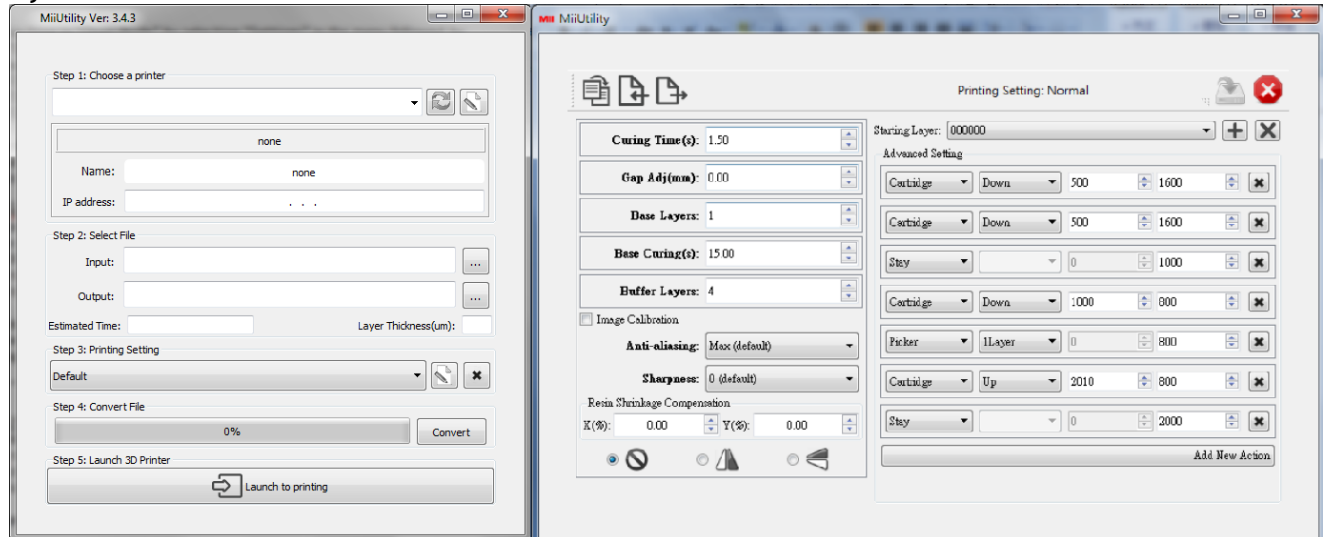 MiiUtility Ver: 3.4.3
Step 1: Choose a printer
none
Name: none
IP address: . . .
Step 2: Select File
Input: ...
Output: ...
Estimated Time: Layer Thickness(um):
Step 3: Printing Setting
Default
Step 4: Convert File
0% Convert
Step 5: Launch 3D Printer
Launch to printing
MII MiiUtility
Printing Setting: Normal
Curing Time(s): 1.50
Gap Adj(mm): 0.00
Base Layers: 1
Base Curing(s): 15.00
Buffer Layers: 4
Image Calibration
Anti-aliasing: Max (default)
Sharpness: 0 (default)
Resin Shrinkage Compensation
X(%): 0.00 Y(%): 0.00
Starting Layer: 000000
Advanced Setting
Cartridge Down 500 1600
Cartridge Down 500 1600
Stay 0 1000
Cartridge Down 1000 800
Picker 1Layer 0 800
Cartridge Up 2010 800
Stay 0 2000
Add New Action